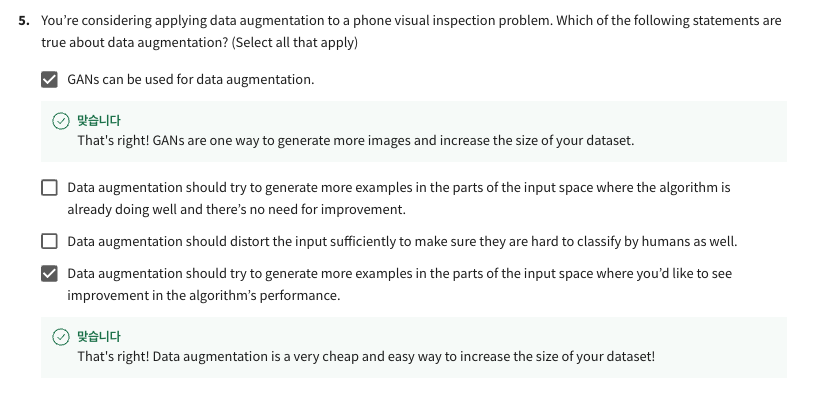 5. You're considering applying data augmentation to a phone visual inspection problem. Which of the following statements are
true about data augmentation? (Select all that apply)
GANs can be used for data augmentation.
맞습니다
That's right! GANs are one way to generate more images and increase the size of your dataset.
Data augmentation should try to generate more examples in the parts of the input space where the algorithm is
already doing well and there's no need for improvement.
Data augmentation should distort the input sufficiently to make sure they are hard to classify by humans as well.
Data augmentation should try to generate more examples in the parts of the input space where you'd like to see
improvement in the algorithm's performance.
맞습니다
That's right! Data augmentation is a very cheap and easy way to increase the size of your dataset!